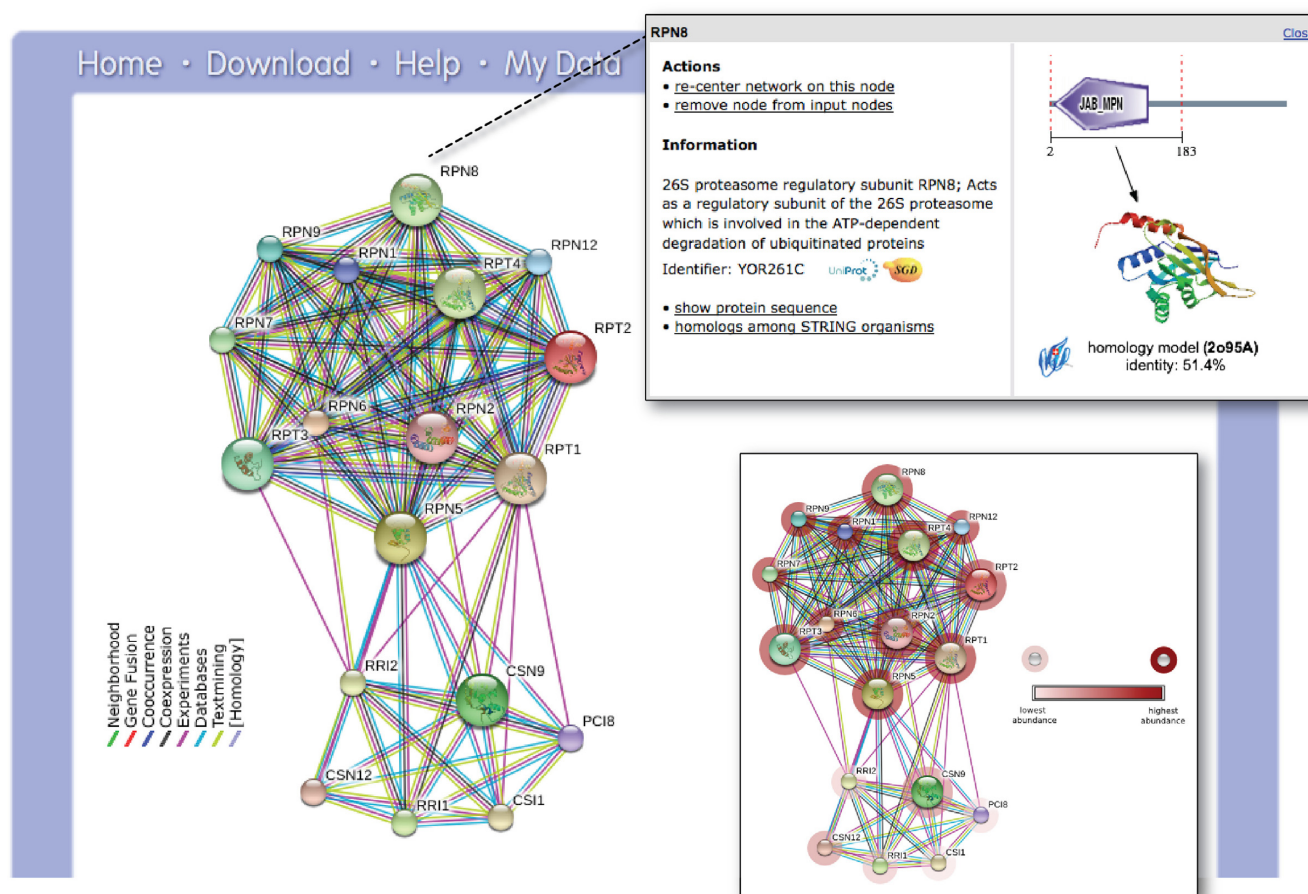 Home · Download · Help · My Data
RPN8
RPN9
RPN1
RPN12
RPT4
RPN7
RPT2
RPN6
RPN2
RPT3
RPT1
RPN5
RRI2
CSN9
PCI8
CSN12
RRI1
CSI1
Neighborhood
Gene Fusion
Cooccurrence
Coexpression
Experiments
Databases
Textmining
[Homology]
RPN8
Clos
Actions
• re-center network on this node
• remove node from input nodes
Information
26S proteasome regulatory subunit RPN8; Acts
as a regulatory subunit of the 26S proteasome
which is involved in the ATP-dependent
degradation of ubiquitinated proteins
Identifier: YOR261C
UniProt
SGD
• show protein sequence
• homologs among STRING organisms
JAB_MPN
2
183
homology model (2o95A)
identity: 51.4%
RPN8
RPN9
RPN1
RPN12
RPT4
RPN7
RPT2
RPN6
RPN2
RPT3
RPT1
RPN5
RRI2
CSN9
PCI8
CSN12
RRI1
CSI1
lowest
abundance
highest
abundance